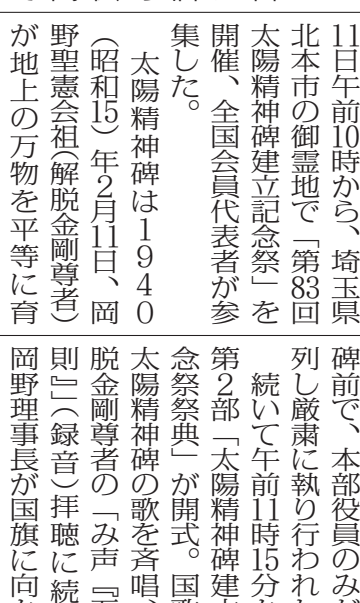 11日午前10時から、埼玉県
北本市の御霊地で「第83回
太陽精神碑建立記念祭」を
開催、全国会員代表者が参
集した。
太陽精神碑は1940
(昭和15)年2月11日、岡
野聖憲会祖(解脱金剛尊者)
が地上の万物を平等に育
碑前で、本部役員のみが
列し厳粛に執り行われた
続いて午前11時15分か
第2部「太陽精神碑建
念祭祭典」が開式。国歌
太陽精神碑の歌を斉唱、
脱金剛尊者の「み声『
則』」(録音)拝聴に続
岡野理事長が国旗に向